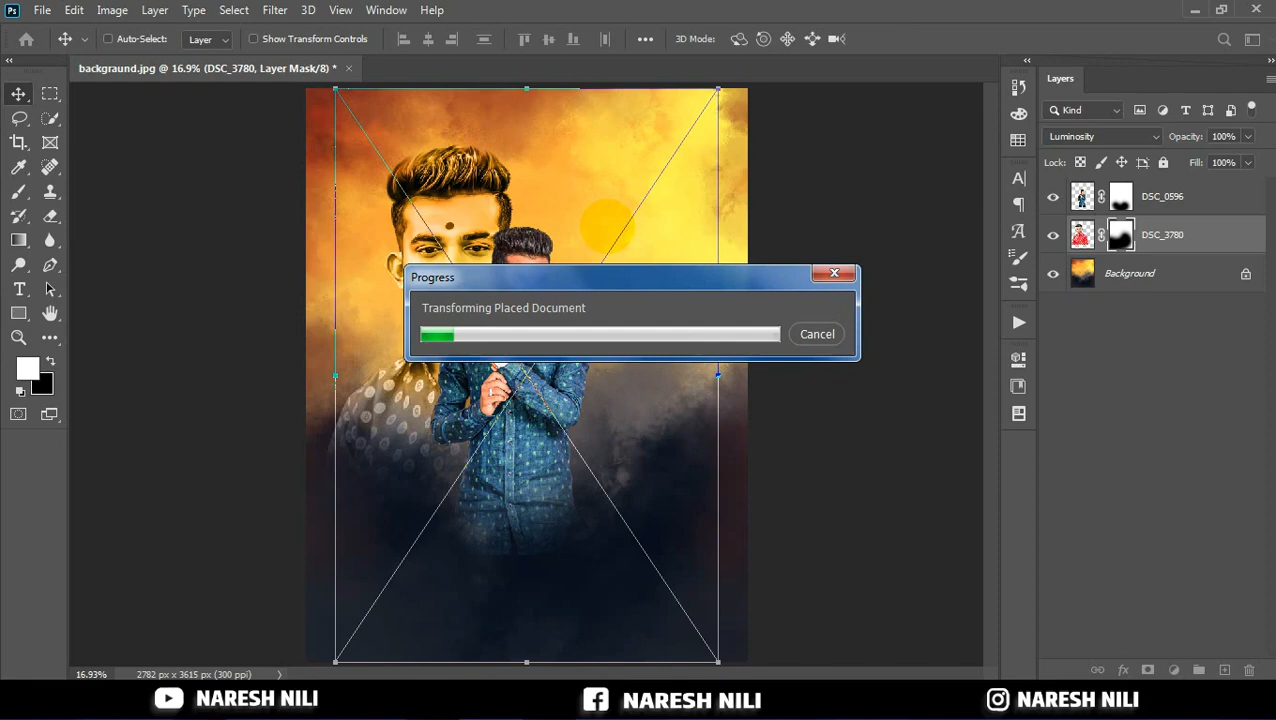 Ps File Edit Image Layer Type Select Filter 3D View Window Help
Auto-Select: Layer Show Transform Controls 3D Mode:
background.jpg @ 16.9% (DSC_3780, Layer Mask/8) *
Layers
Kind
Luminosity Opacity: 100%
Lock: Fill: 100%
DSC_0596
DSC_3780
Background
Progress
Transforming Placed Document
Cancel
16.93% 2782 px x 3615 px (300 ppi)
NARESH NILI NARESH NILI NARESH NILI